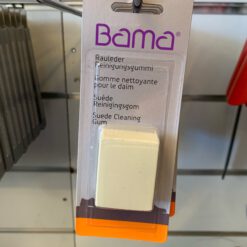 Bama
Rauleder
Reinigungsgummi
Gomme nettoyante
pour le daim
Suède
Reinigingsgom
Suede Cleaning
Gum